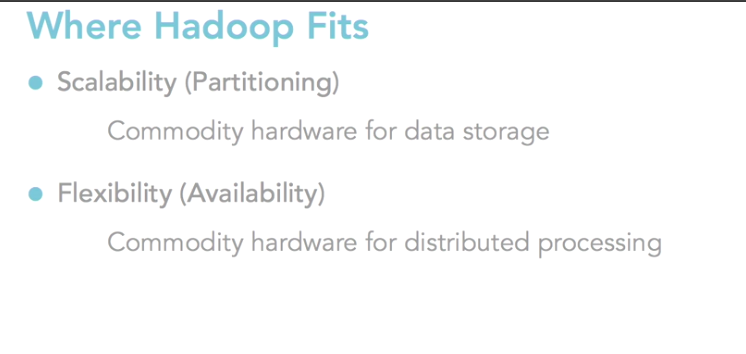 Where Hadoop Fits
Scalability (Partitioning)
Commodity hardware for data storage
Flexibility (Availability)
Commodity hardware for distributed processing